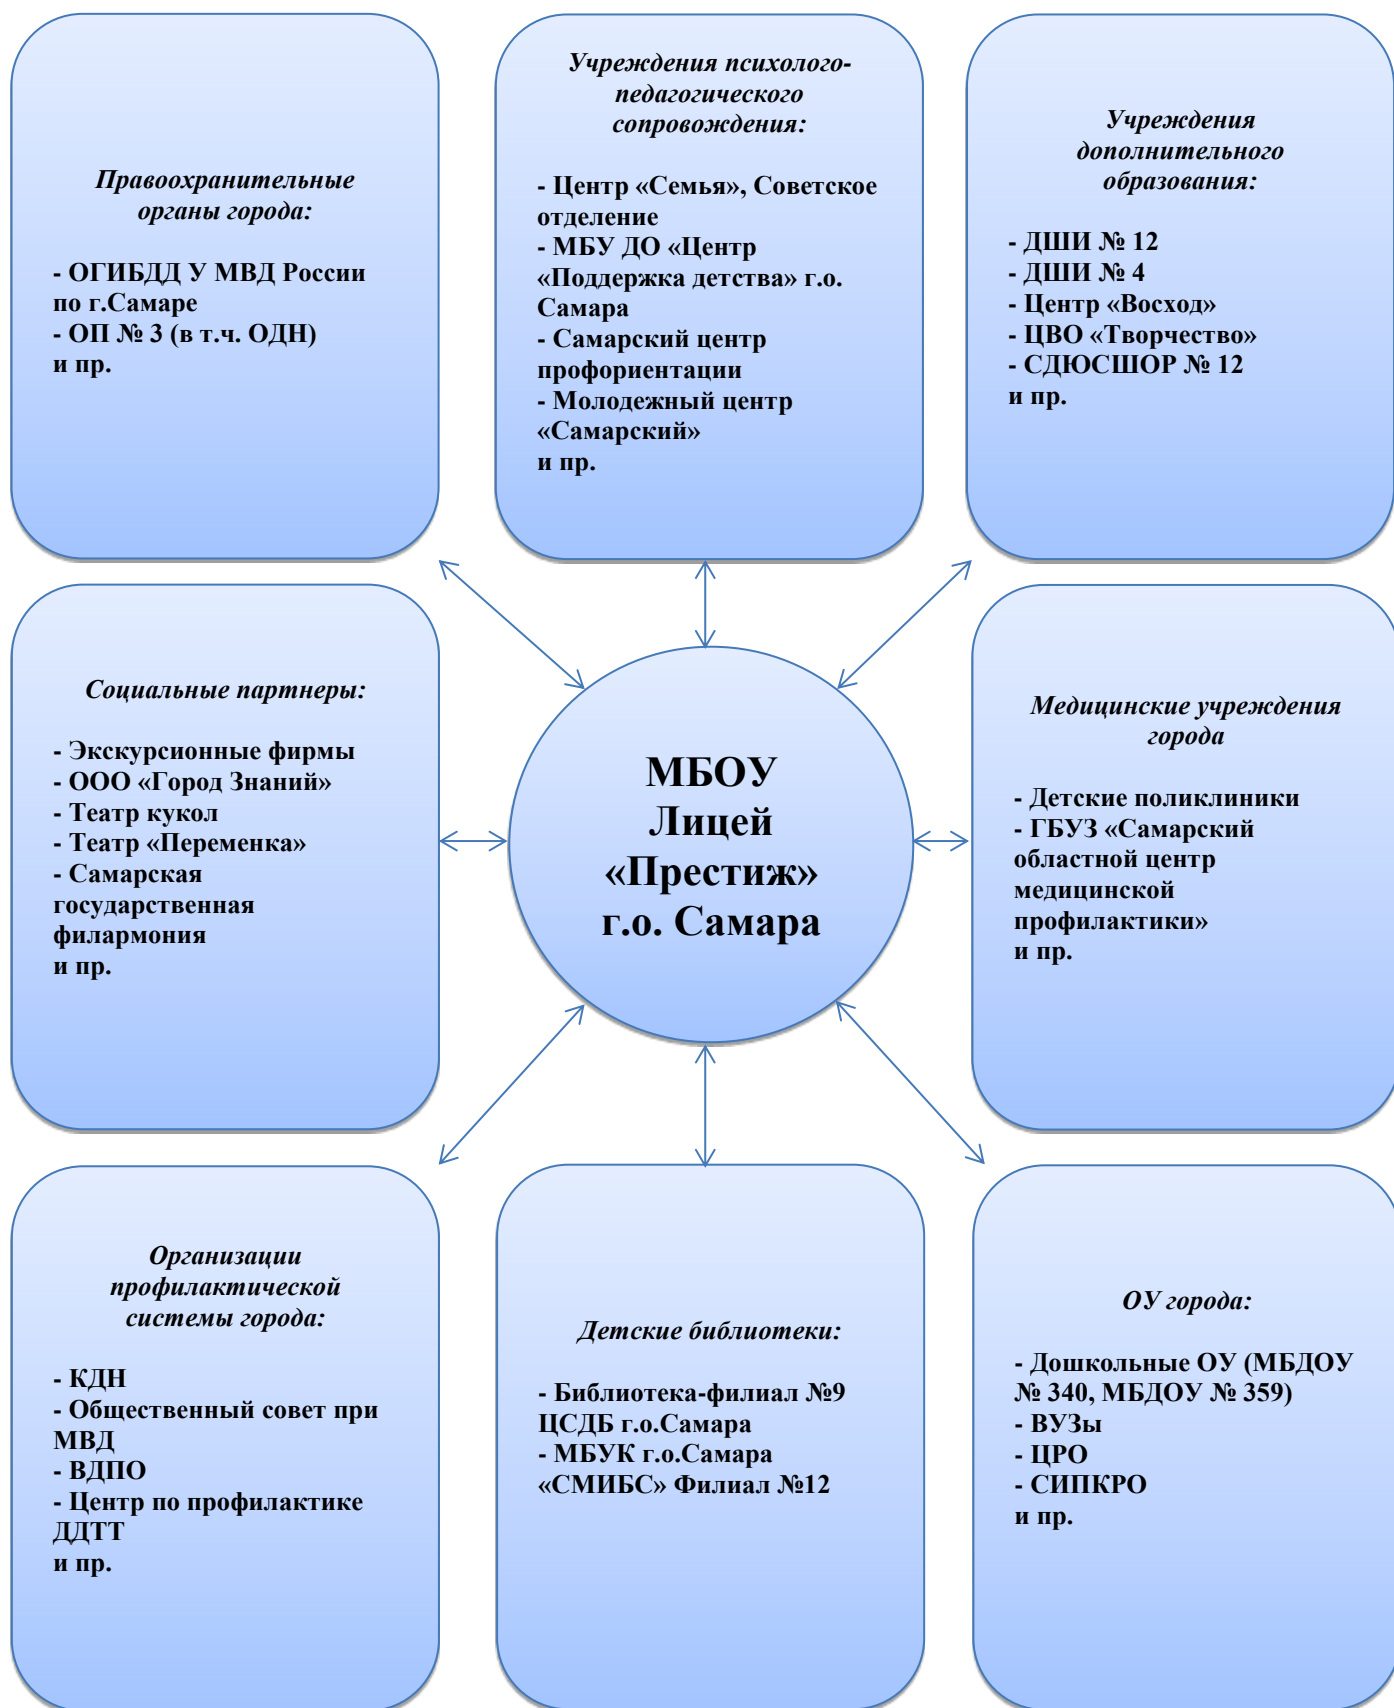 Правоохранительные
органы города:
- ОГИБДД У МВД России
по г.Самаре
- ОП № 3 (в т.ч. ОДН)
и пр.
Учреждения психолого-
педагогического
сопровождения:
- Центр «Семья», Советское
отделение
- МБУ ДО «Центр
«Поддержка детства» г.о.
Самара
- Самарский центр
профориентации
- Молодежный центр
«Самарский»
и пр.
Учреждения
дополнительного
образования:
- ДШИ № 12
- ДШИ № 4
- Центр «Восход»
- ЦВО «Творчество»
- СДЮСШОР № 12
и пр.
Социальные партнеры:
- Экскурсионные фирмы
- ООО «Город Знаний»
- Театр кукол
- Театр «Переменка»
- Самарская
государственная
филармония
и пр.
МБОУ
Лицей
«Престиж»
г.о. Самара
Медицинские учреждения
города
- Детские поликлиники
- ГБУЗ «Самарский
областной центр
медицинской
профилактики»
и пр.
Организации
профилактической
системы города:
- КДН
- Общественный совет при
МВД
- ВДПО
- Центр по профилактике
ДДТТ
и пр.
Детские библиотеки:
- Библиотека-филиал №9
ЦСДБ г.о.Самара
- МБУК г.о.Самара
«СМИБС» Филиал №12
ОУ города:
- Дошкольные ОУ (МБДОУ
№ 340, МБДОУ № 359)
- ВУЗы
- ЦРО
- СИПКРО
и пр.